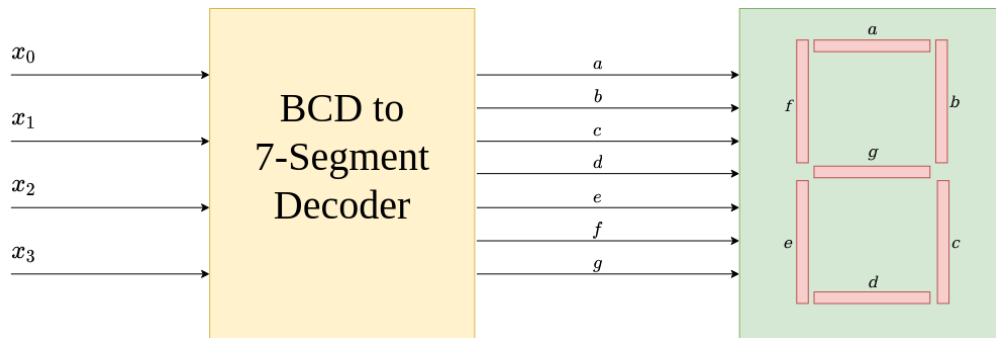 x₀
x₁
x₂
x₃
BCD to
7-Segment
Decoder
a
b
c
d
e
f
g
a
f
b
g
e
c
d